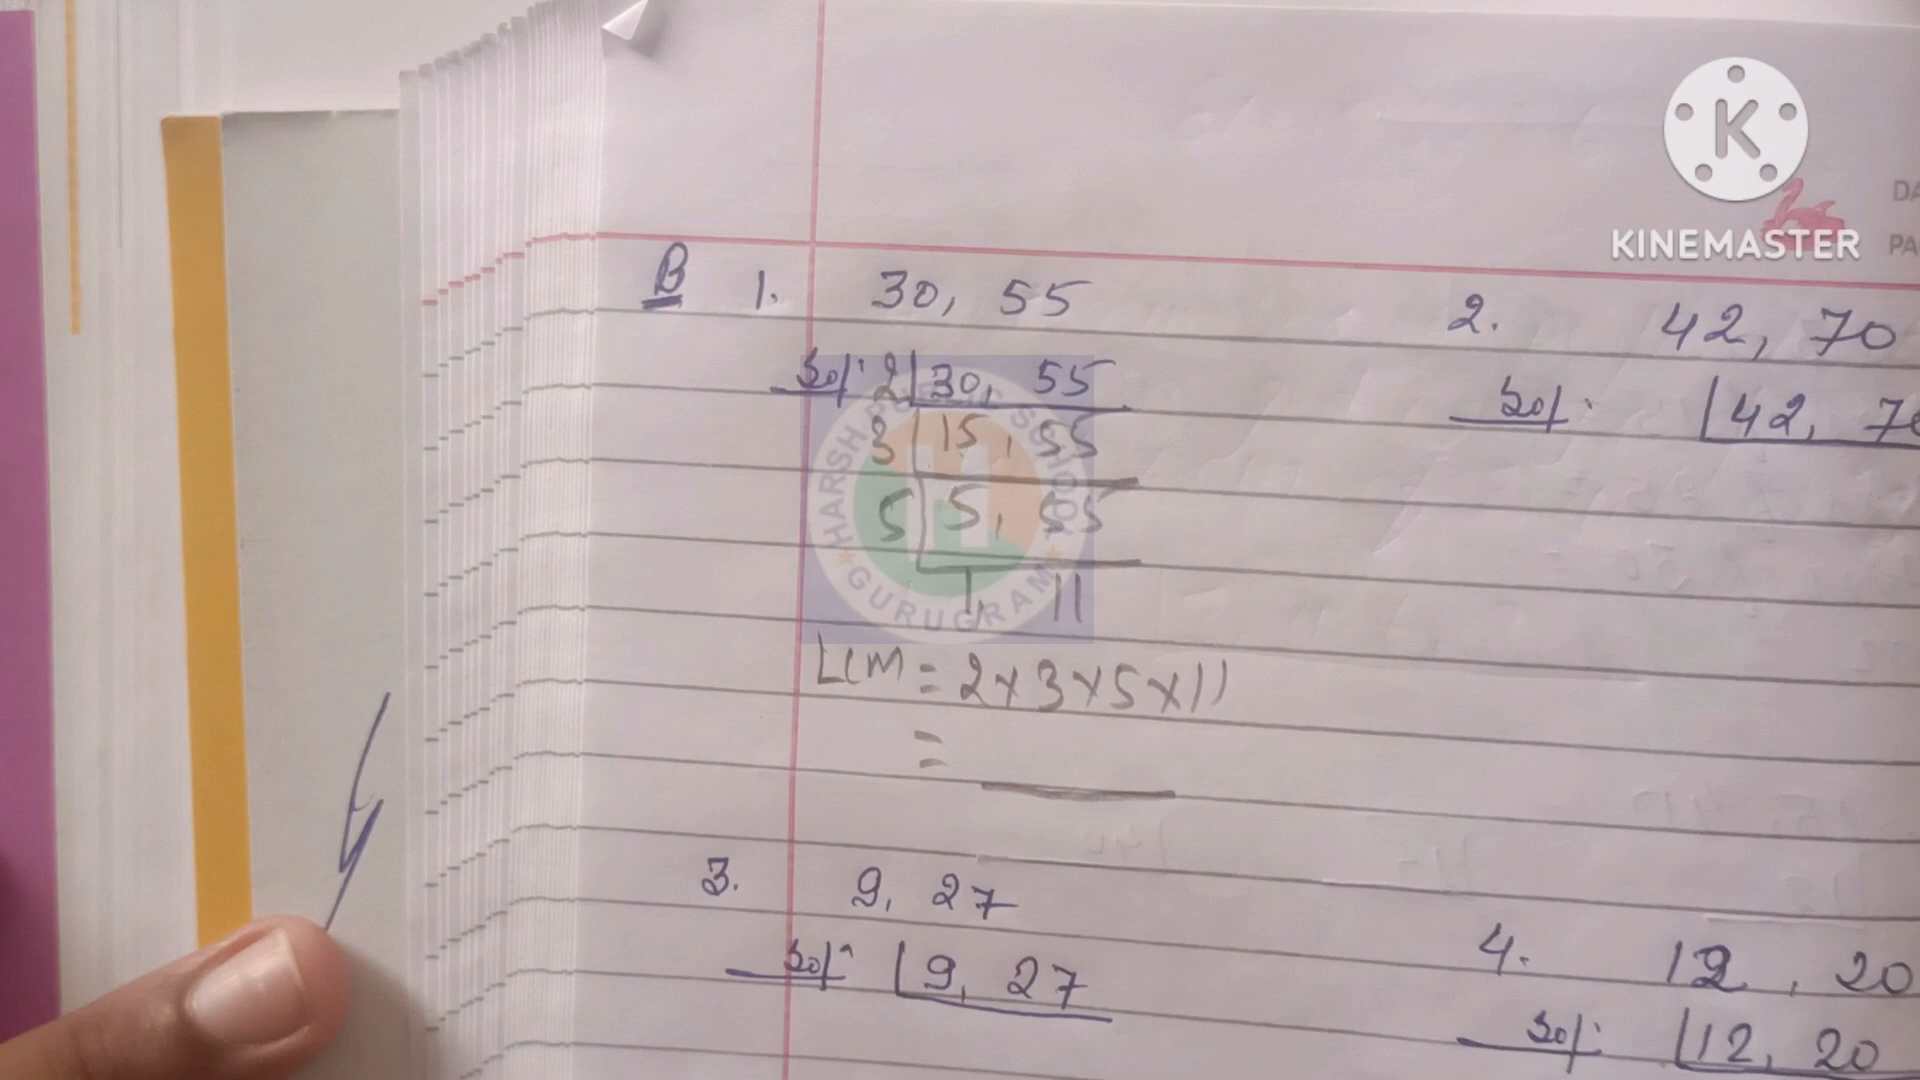 K
KINEMASTER
DA
PA
B 1. 30, 55
Sol: 2 30, 55
3 15, 55
5 5, 55
1, 11
LCM = 2×3×5×11
=
2. 42, 70
Sol: 42, 70
3. 9, 27
Sol: 9, 27
4. 12, 20
Sol: 12, 20
HARSH PUBLIC SCHOOL
H
GURUGRAM